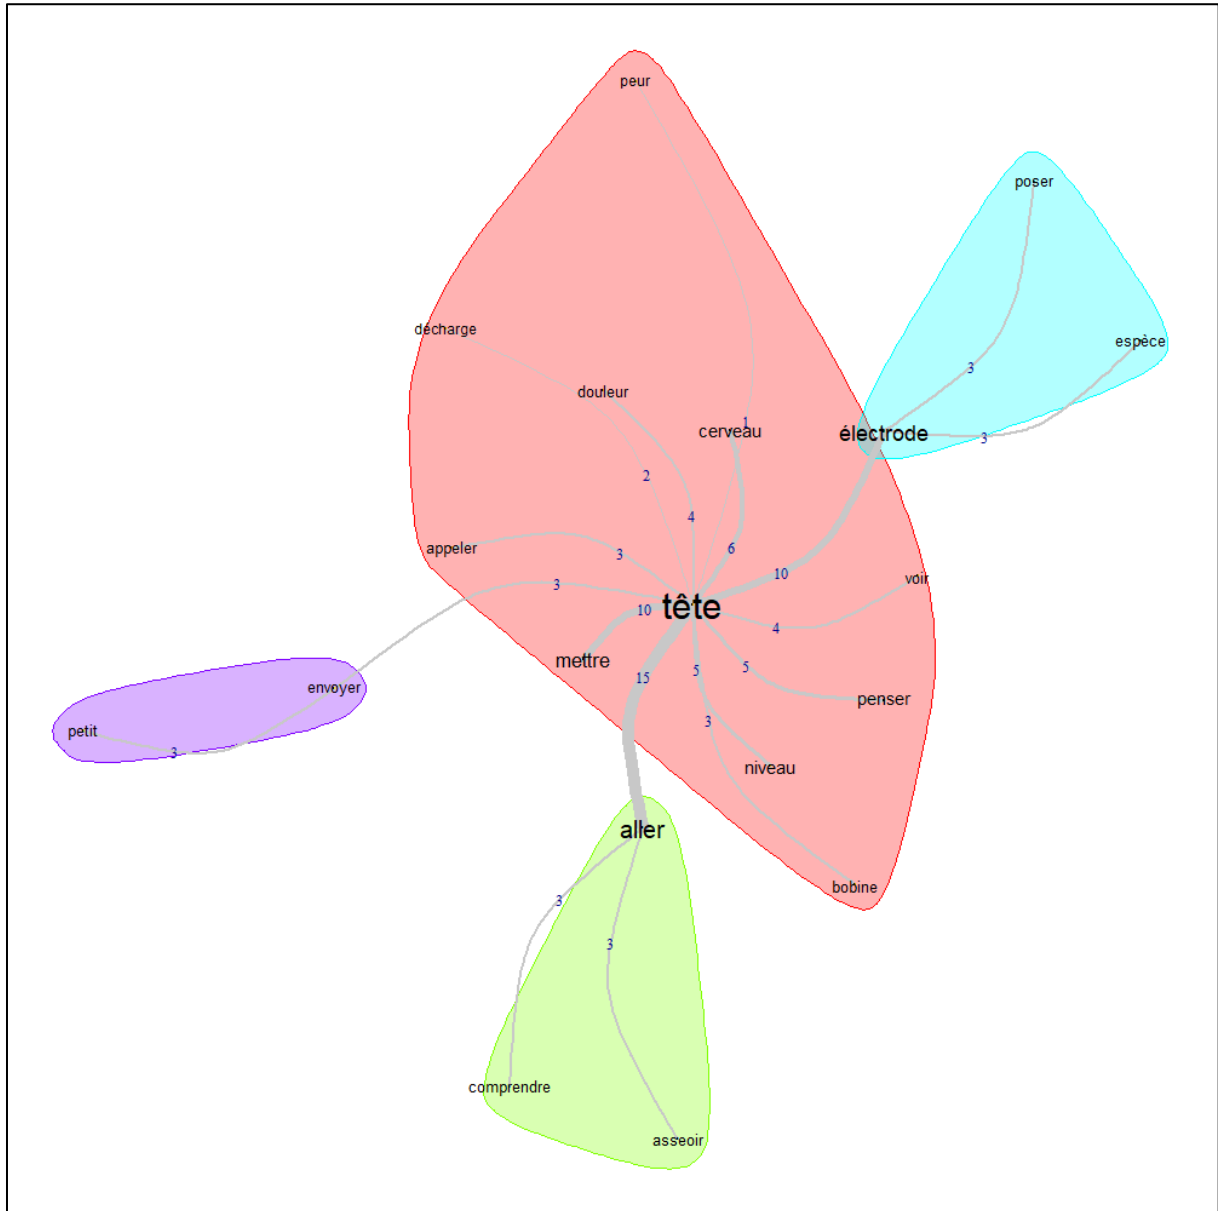 peur
poser
décharge
espèce
3
douleur
1
cerveau
électrode
3
2
4
appeler
3
6
10
voir
3
10
tête
4
mettre
15
5
5
envoyer
penser
petit
3
3
niveau
aller
bobine
3
3
comprendre
asseoir